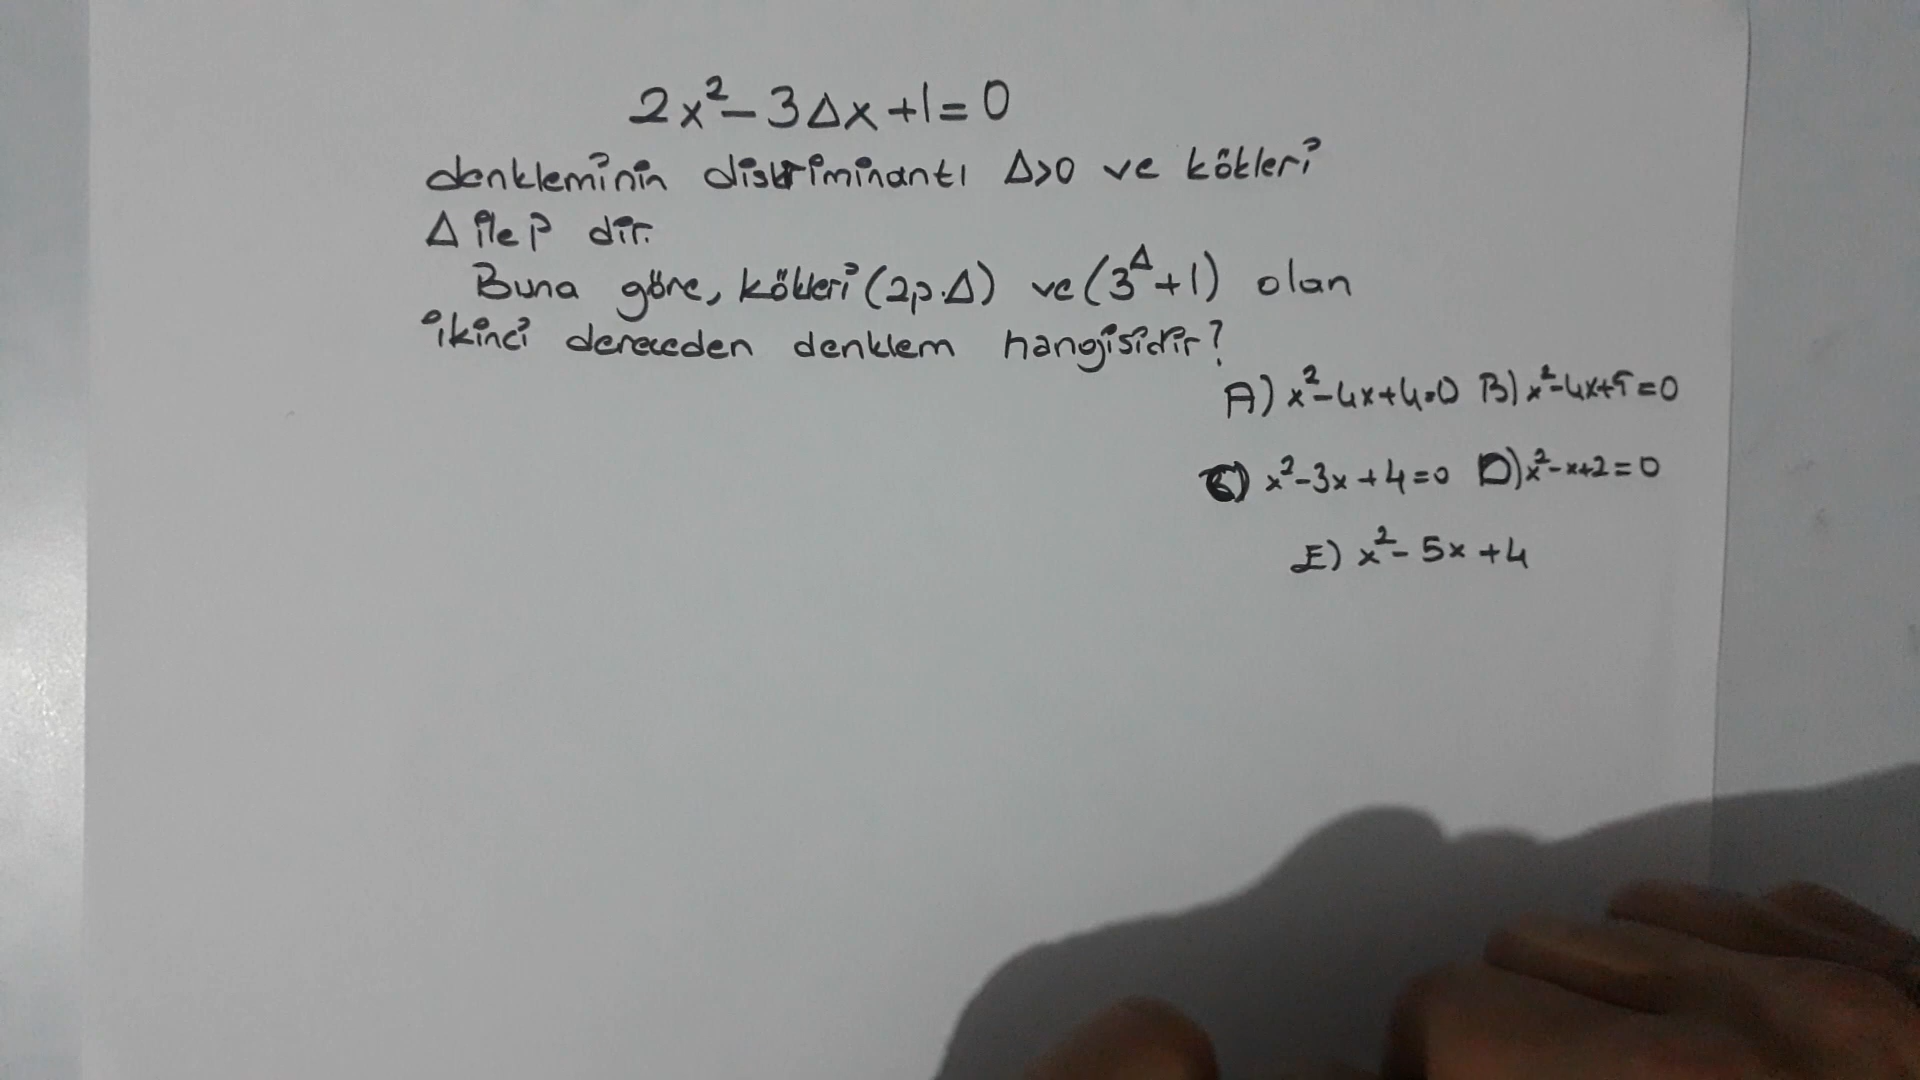 2x²-3Δx+1=0
denkleminin diskriminantı Δ>0 ve kökleri
Δ ile p dir.
Buna göre, kökleri (2p.Δ) ve (3^Δ+1) olan
ikinci dereceden denklem hangisidir?
A) x²-4x+4=0 B) x²-4x+5=0
C) x²-3x+4=0 D) x²-x+2=0
E) x²-5x+4